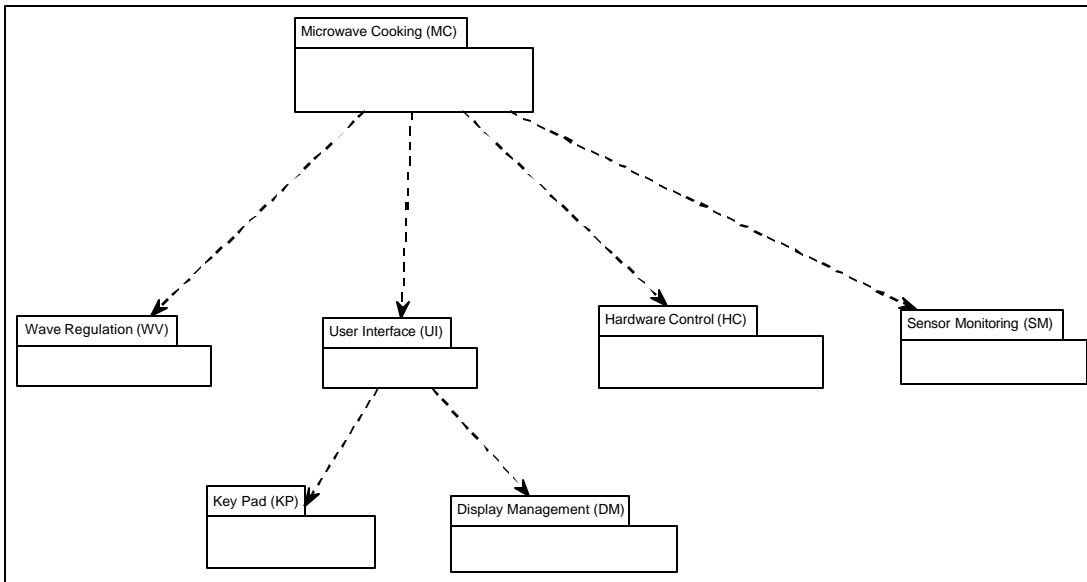 Microwave Cooking (MC)
Wave Regulation (WV)
User Interface (UI)
Hardware Control (HC)
Sensor Monitoring (SM)
Key Pad (KP)
Display Management (DM)